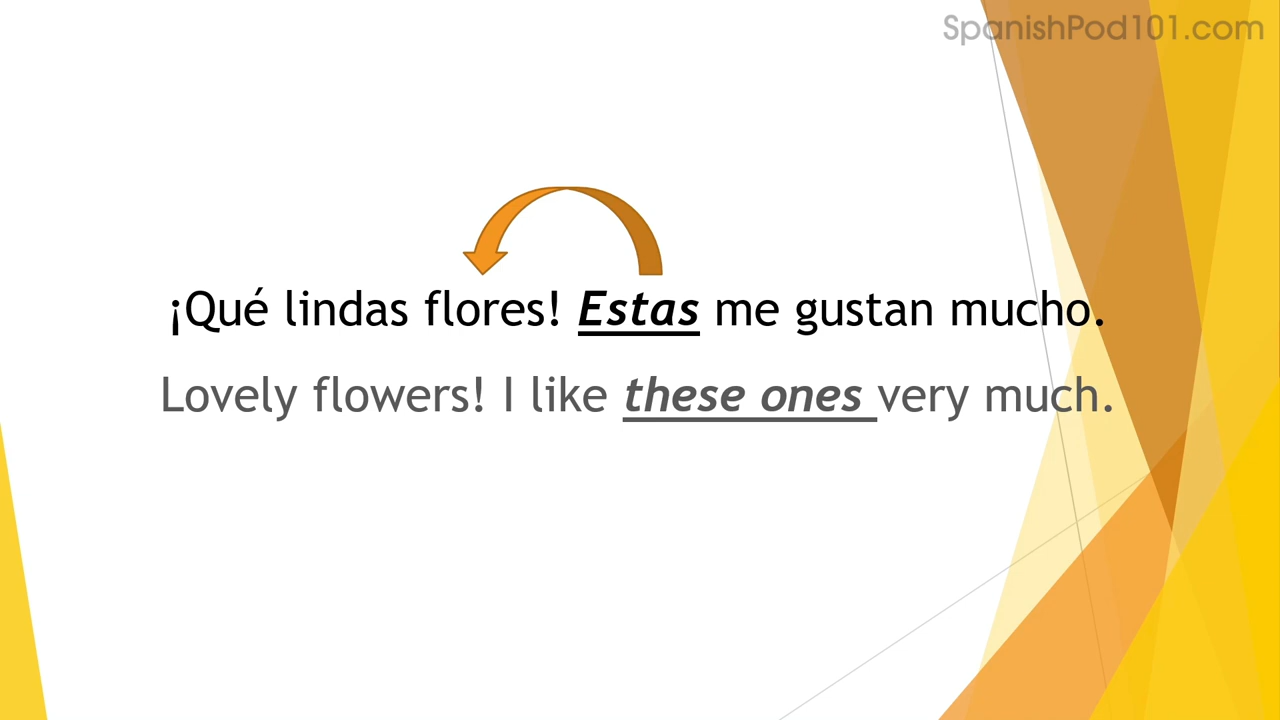 SpanishPod101.com
¡Qué lindas flores! Estas me gustan mucho.
Lovely flowers! I like these ones very much.